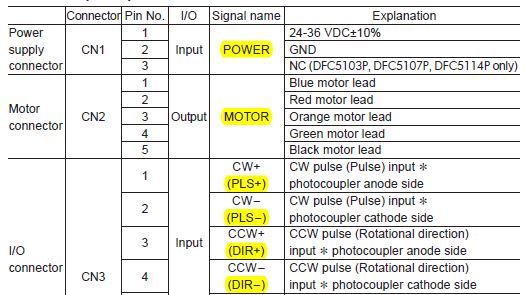 Connector Pin No. I/O Signal name Explanation
Power supply connector CN1 1 Input POWER 24-36 VDC±10%
2 GND
3 NC (DFC5103P, DFC5107P, DFC5114P only)
Motor connector CN2 1 Output MOTOR Blue motor lead
2 Red motor lead
3 Orange motor lead
4 Green motor lead
5 Black motor lead
I/O connector CN3 1 Input CW+ (PLS+) CW pulse (Pulse) input * photocoupler anode side
2 CW– (PLS–) CW pulse (Pulse) input * photocoupler cathode side
3 CCW+ (DIR+) CCW pulse (Rotational direction) input * photocoupler anode side
4 CCW– (DIR–) CCW pulse (Rotational direction) input * photocoupler cathode side